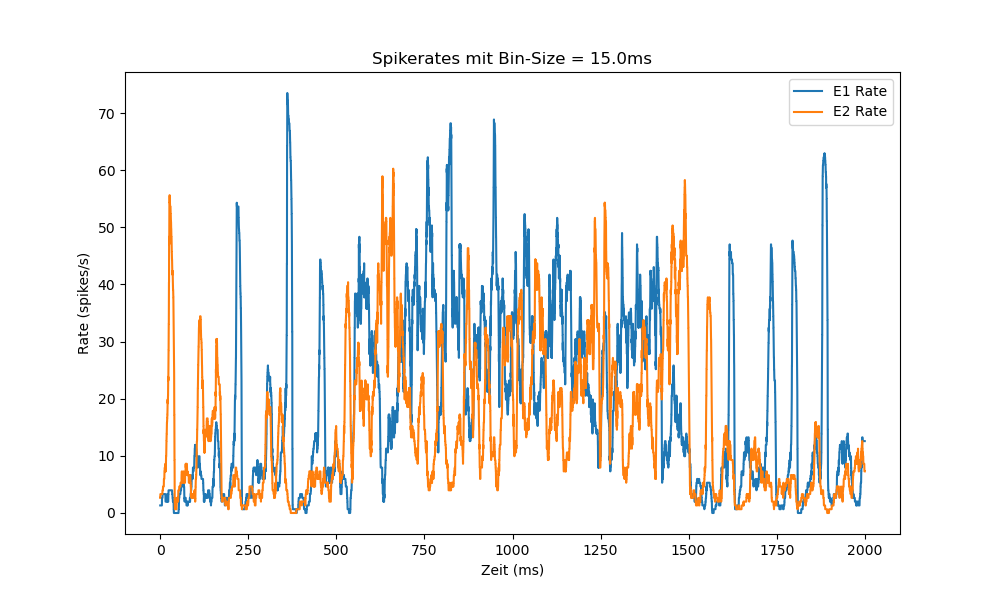 Spikerates mit Bin-Size = 15.0ms
E1 Rate
E2 Rate
Rate (spikes/s)
70
60
50
40
30
20
10
0
0 250 500 750 1000 1250 1500 1750 2000
Zeit (ms)